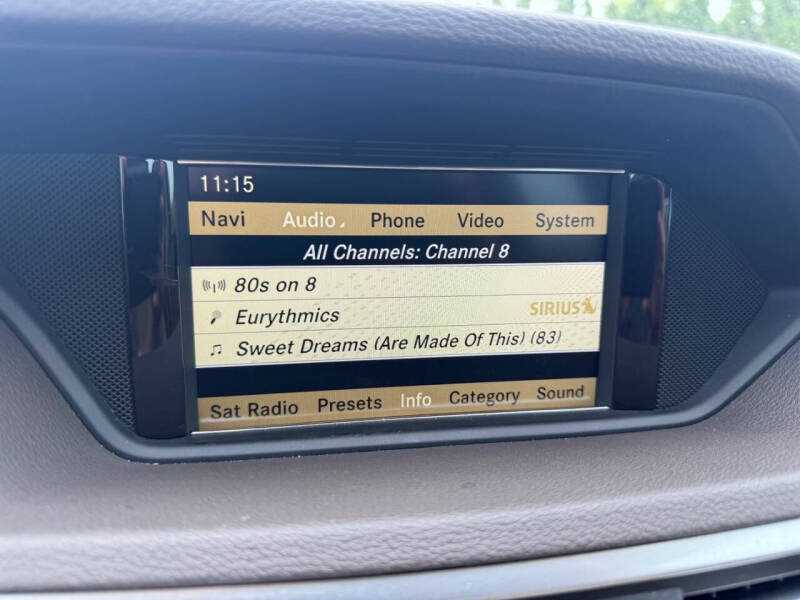 11:15
Navi Audio Phone Video System
All Channels: Channel 8
80s on 8
Eurythmics SIRIUS
Sweet Dreams (Are Made Of This) (83)
Sat Radio Presets Info Category Sound